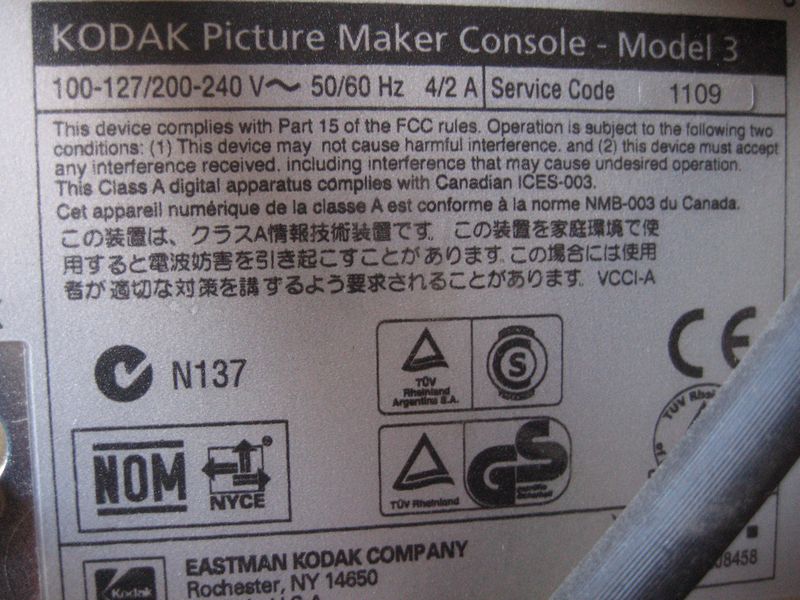 KODAK Picture Maker Console - Model 3
100-127/200-240 V~ 50/60 Hz 4/2 A Service Code 1109
This device complies with Part 15 of the FCC rules. Operation is subject to the following two
conditions: (1) This device may not cause harmful interference. and (2) this device must accept
any interference received. including interference that may cause undesired operation.
This Class A digital apparatus complies with Canadian ICES-003.
Cet appareil numérique de la classe A est conforme à la norme NMB-003 du Canada.
この装置は、クラスA情報技術装置です。この装置を家庭環境で使
用すると電波妨害を引き起こすことがあります。この場合には使用
者が適切な対策を講ずるよう要求されることがあります。 VCCI-A
N137
TÜV
Rheinland
Argentina S.A.
S
CE
TÜV
NOM
NYCE
TÜV Rheinland
GS
geprüfte
Sicherheit
EASTMAN KODAK COMPANY
Rochester, NY 14650
Kodak
08458